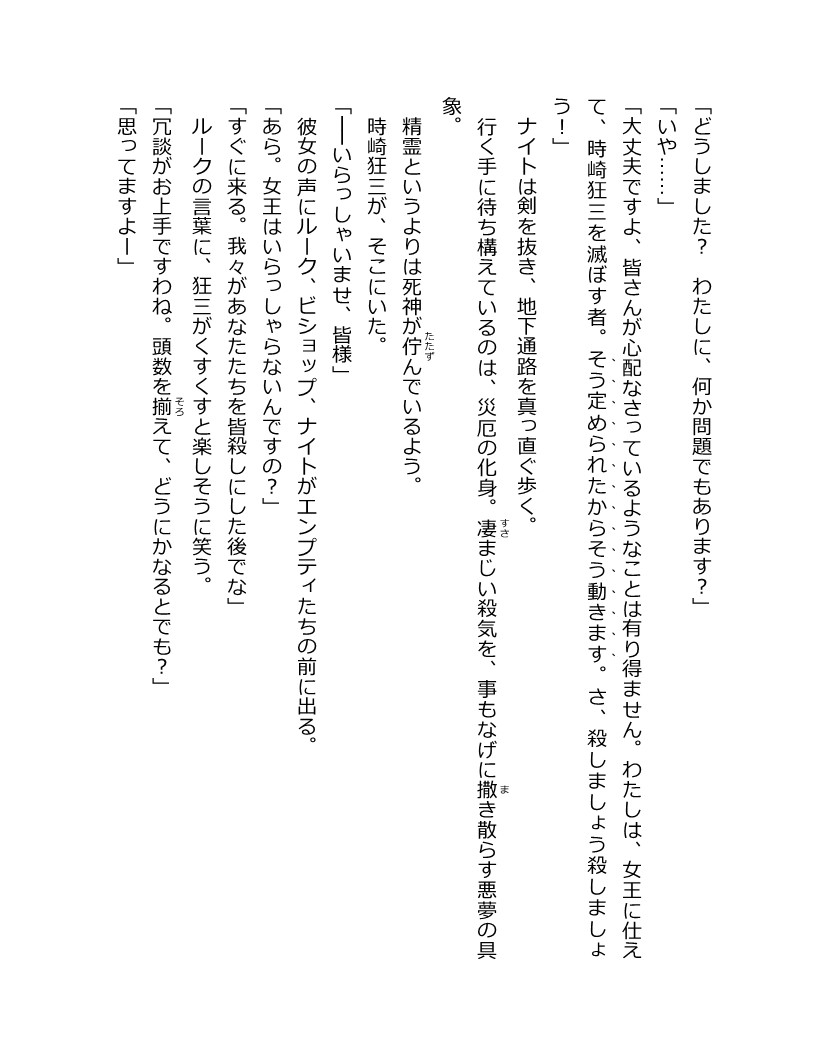 「どうしました？　わたしに、何か問題でもあります？」
「いや……」
「大丈夫ですよ、皆さんが心配なさっているようなことは有り得ません。わたしは、女王に仕え
て、時崎狂三を滅ぼす者。そう定められたからそう動きます。さ、殺しましょう殺しましょ
う！」
　ナイトは剣を抜き、地下通路を真っ直ぐ歩く。
　行く手に待ち構えているのは、災厄の化身。凄まじい殺気を、事もなげに撒き散らす悪夢の具
象。
　精霊というよりは死神が佇んでいるよう。
　時崎狂三が、そこにいた。
「――いらっしゃいませ、皆様」
　彼女の声にルーク、ビショップ、ナイトがエンプティたちの前に出る。
「あら。女王はいらっしゃらないんですの？」
「すぐに来る。我々があなたたちを皆殺しにした後でな」
　ルークの言葉に、狂三がくすくすと楽しそうに笑う。
「冗談がお上手ですわね。頭数を揃えて、どうにかなるとでも？」
「思ってますよー」